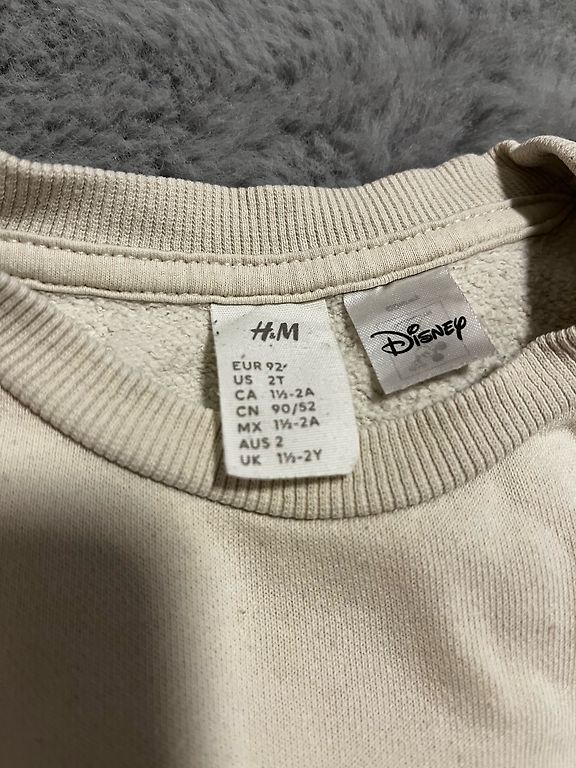 H&M
EUR 92
US 2T
CA 1½-2A
CN 90/52
MX 1½-2A
AUS 2
UK 1½-2Y
DISNEY